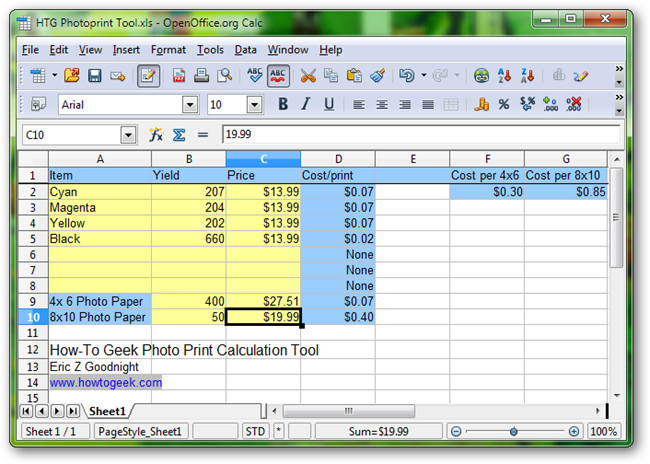 HTG Photoprint Tool.xls - OpenOffice.org Calc
File Edit View Insert Format Tools Data Window Help
ABC ABC
Arial 10 B I U
C10 19.99
A B C D E F G
1 Item Yield Price Cost/print Cost per 4x6 Cost per 8x10
2 Cyan 207 $13.99 $0.07 $0.30 $0.85
3 Magenta 204 $13.99 $0.07
4 Yellow 202 $13.99 $0.07
5 Black 660 $13.99 $0.02
6 None
7 None
8 None
9 4x 6 Photo Paper 400 $27.51 $0.07
10 8x10 Photo Paper 50 $19.99 $0.40
11
12 How-To Geek Photo Print Calculation Tool
13 Eric Z Goodnight
14 www.howtogeek.com
15
Sheet1
Sheet 1 / 1 PageStyle_Sheet1 STD * Sum=$19.99 100%